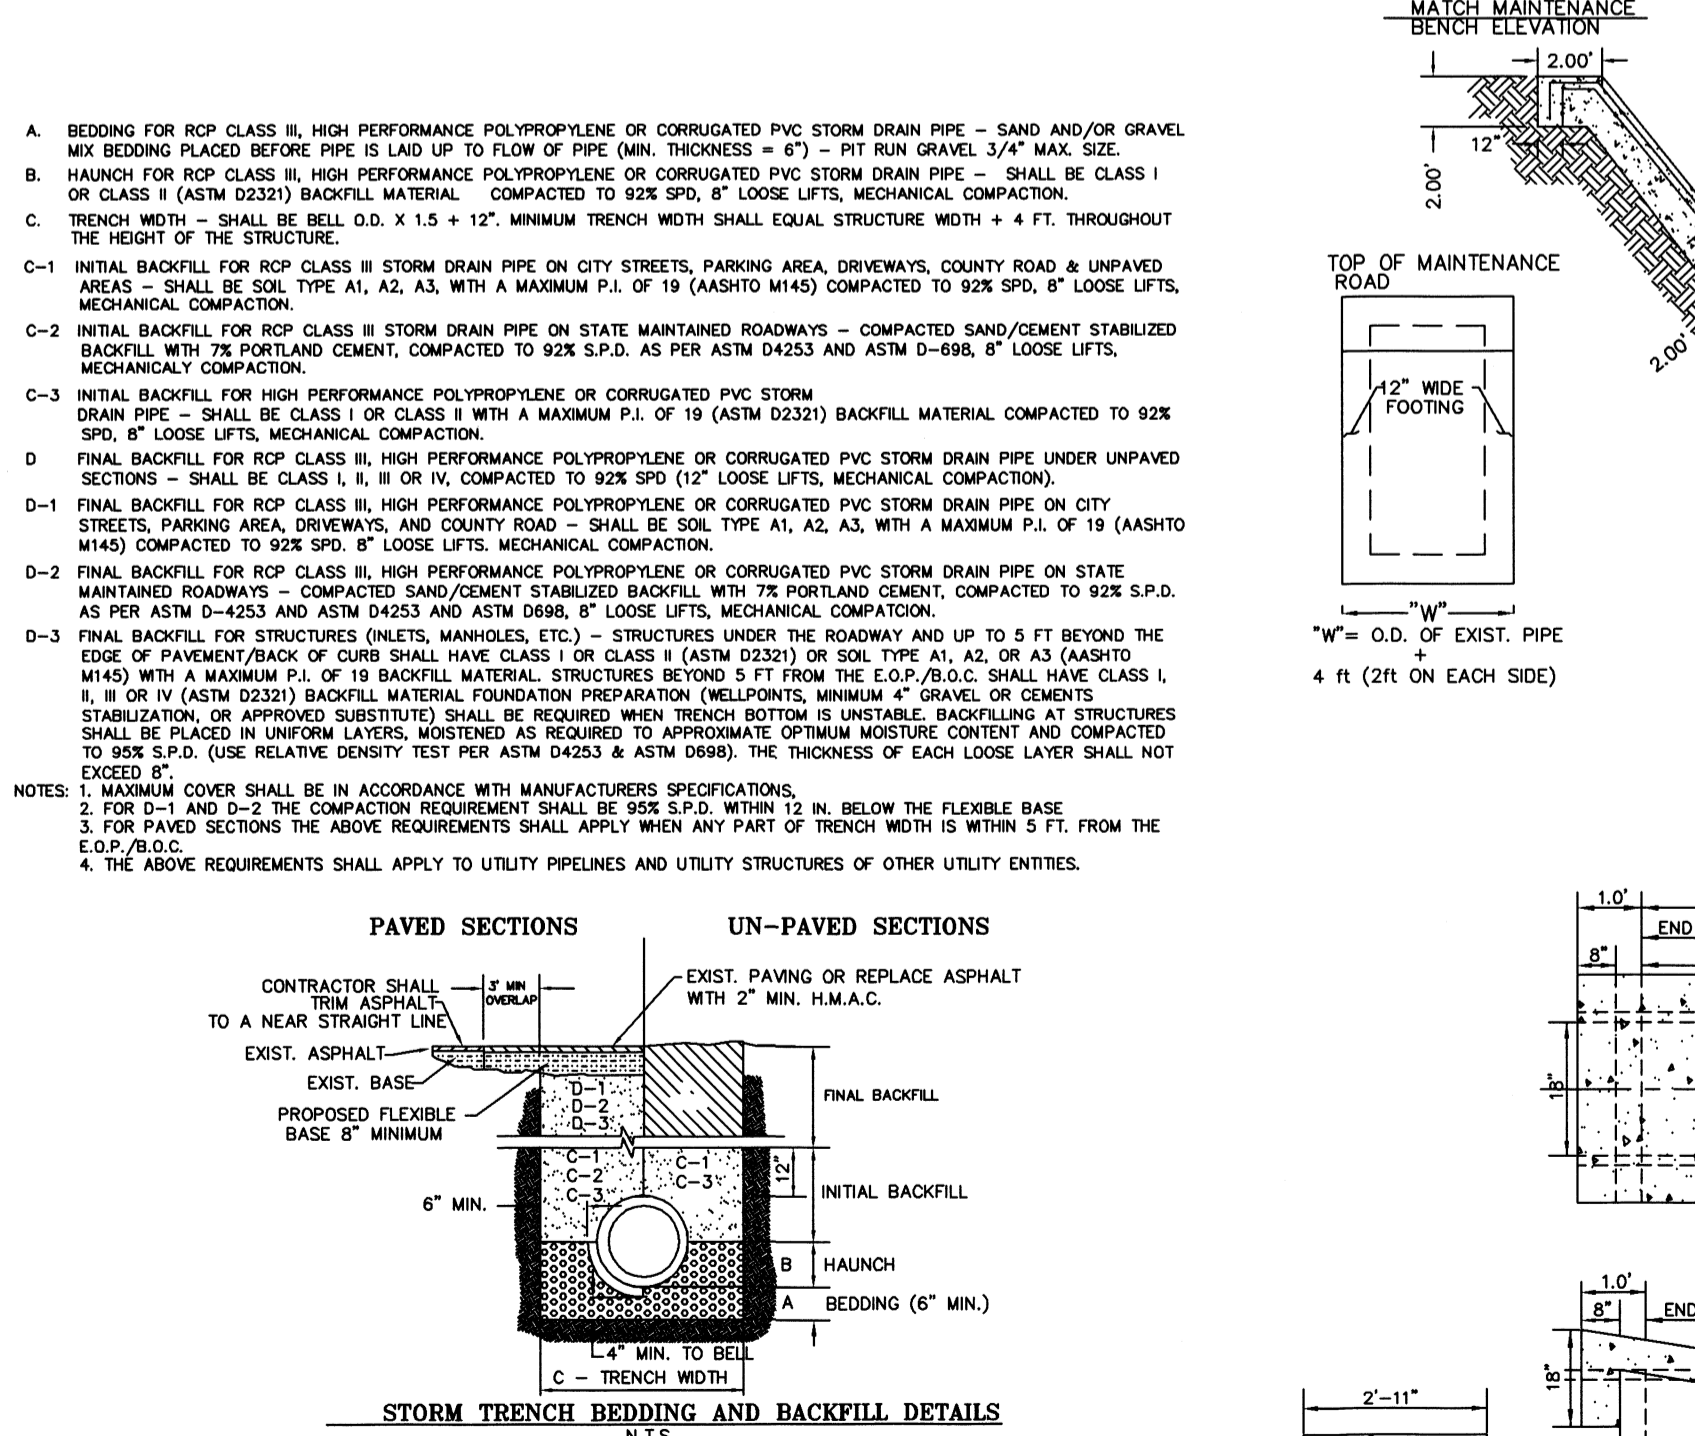 A. BEDDING FOR RCP CLASS III, HIGH PERFORMANCE POLYPROPYLENE OR CORRUGATED PVC STORM DRAIN PIPE – SAND AND/OR GRAVEL
MIX BEDDING PLACED BEFORE PIPE IS LAID UP TO FLOW OF PIPE (MIN. THICKNESS = 6") – PIT RUN GRAVEL 3/4" MAX. SIZE.
B. HAUNCH FOR RCP CLASS III, HIGH PERFORMANCE POLYPROPYLENE OR CORRUGATED PVC STORM DRAIN PIPE – SHALL BE CLASS I
OR CLASS II (ASTM D2321) BACKFILL MATERIAL COMPACTED TO 92% SPD, 8" LOOSE LIFTS, MECHANICAL COMPACTION.
C. TRENCH WIDTH – SHALL BE BELL O.D. X 1.5 + 12". MINIMUM TRENCH WIDTH SHALL EQUAL STRUCTURE WIDTH + 4 FT. THROUGHOUT
THE HEIGHT OF THE STRUCTURE.
C-1 INITIAL BACKFILL FOR RCP CLASS III STORM DRAIN PIPE ON CITY STREETS, PARKING AREA, DRIVEWAYS, COUNTY ROAD & UNPAVED
AREAS – SHALL BE SOIL TYPE A1, A2, A3, WITH A MAXIMUM P.I. OF 19 (AASHTO M145) COMPACTED TO 92% SPD, 8" LOOSE LIFTS,
MECHANICAL COMPACTION.
C-2 INITIAL BACKFILL FOR RCP CLASS III STORM DRAIN PIPE ON STATE MAINTAINED ROADWAYS – COMPACTED SAND/CEMENT STABILIZED
BACKFILL WITH 7% PORTLAND CEMENT, COMPACTED TO 92% S.P.D. AS PER ASTM D4253 AND ASTM D-698, 8" LOOSE LIFTS,
MECHANICALY COMPACTION.
C-3 INITIAL BACKFILL FOR HIGH PERFORMANCE POLYPROPYLENE OR CORRUGATED PVC STORM
DRAIN PIPE – SHALL BE CLASS I OR CLASS II WITH A MAXIMUM P.I. OF 19 (ASTM D2321) BACKFILL MATERIAL COMPACTED TO 92%
SPD, 8" LOOSE LIFTS, MECHANICAL COMPACTION.
D FINAL BACKFILL FOR RCP CLASS III, HIGH PERFORMANCE POLYPROPYLENE OR CORRUGATED PVC STORM DRAIN PIPE UNDER UNPAVED
SECTIONS – SHALL BE CLASS I, II, III OR IV, COMPACTED TO 92% SPD (12" LOOSE LIFTS, MECHANICAL COMPACTION).
D-1 FINAL BACKFILL FOR RCP CLASS III, HIGH PERFORMANCE POLYPROPYLENE OR CORRUGATED PVC STORM DRAIN PIPE ON CITY
STREETS, PARKING AREA, DRIVEWAYS, AND COUNTY ROAD – SHALL BE SOIL TYPE A1, A2, A3, WITH A MAXIMUM P.I. OF 19 (AASHTO
M145) COMPACTED TO 92% SPD. 8" LOOSE LIFTS. MECHANICAL COMPACTION.
D-2 FINAL BACKFILL FOR RCP CLASS III, HIGH PERFORMANCE POLYPROPYLENE OR CORRUGATED PVC STORM DRAIN PIPE ON STATE
MAINTAINED ROADWAYS – COMPACTED SAND/CEMENT STABILIZED BACKFILL WITH 7% PORTLAND CEMENT, COMPACTED TO 92% S.P.D.
AS PER ASTM D-4253 AND ASTM D4253 AND ASTM D698, 8" LOOSE LIFTS, MECHANICAL COMPATCION.
D-3 FINAL BACKFILL FOR STRUCTURES (INLETS, MANHOLES, ETC.) – STRUCTURES UNDER THE ROADWAY AND UP TO 5 FT BEYOND THE
EDGE OF PAVEMENT/BACK OF CURB SHALL HAVE CLASS I OR CLASS II (ASTM D2321) OR SOIL TYPE A1, A2, OR A3 (AASHTO
M145) WITH A MAXIMUM P.I. OF 19 BACKFILL MATERIAL. STRUCTURES BEYOND 5 FT FROM THE E.O.P./B.O.C. SHALL HAVE CLASS I,
II, III OR IV (ASTM D2321) BACKFILL MATERIAL FOUNDATION PREPARATION (WELLPOINTS, MINIMUM 4" GRAVEL OR CEMENTS
STABILIZATION, OR APPROVED SUBSTITUTE) SHALL BE REQUIRED WHEN TRENCH BOTTOM IS UNSTABLE. BACKFILLING AT STRUCTURES
SHALL BE PLACED IN UNIFORM LAYERS, MOISTENED AS REQUIRED TO APPROXIMATE OPTIMUM MOISTURE CONTENT AND COMPACTED
TO 95% S.P.D. (USE RELATIVE DENSITY TEST PER ASTM D4253 & ASTM D698). THE THICKNESS OF EACH LOOSE LAYER SHALL NOT
EXCEED 8".
NOTES: 1. MAXIMUM COVER SHALL BE IN ACCORDANCE WITH MANUFACTURERS SPECIFICATIONS,
2. FOR D-1 AND D-2 THE COMPACTION REQUIREMENT SHALL BE 95% S.P.D. WITHIN 12 IN. BELOW THE FLEXIBLE BASE
3. FOR PAVED SECTIONS THE ABOVE REQUIREMENTS SHALL APPLY WHEN ANY PART OF TRENCH WIDTH IS WITHIN 5 FT. FROM THE
E.O.P./B.O.C.
4. THE ABOVE REQUIREMENTS SHALL APPLY TO UTILITY PIPELINES AND UTILITY STRUCTURES OF OTHER UTILITY ENTITIES.
PAVED SECTIONS
UN-PAVED SECTIONS
CONTRACTOR SHALL
TRIM ASPHALT
TO A NEAR STRAIGHT LINE
3' MIN
OVERLAP
EXIST. PAVING OR REPLACE ASPHALT
WITH 2" MIN. H.M.A.C.
EXIST. ASPHALT
EXIST. BASE
PROPOSED FLEXIBLE
BASE 8" MINIMUM
D-1
D-2
D-3
FINAL BACKFILL
C-1
C-2
C-3
C-1
C-3
12"
INITIAL BACKFILL
6" MIN.
B HAUNCH
A BEDDING (6" MIN.)
4" MIN. TO BELL
C – TRENCH WIDTH
STORM TRENCH BEDDING AND BACKFILL DETAILS
N.T.S.
MATCH MAINTENANCE
BENCH ELEVATION
2.00'
12"
2.00'
2.00'
TOP OF MAINTENANCE
ROAD
12" WIDE
FOOTING
"W"
"W"= O.D. OF EXIST. PIPE
+
4 ft (2ft ON EACH SIDE)
1.0'
END
8"
18"
1.0'
8"
END
18"
2'-11"